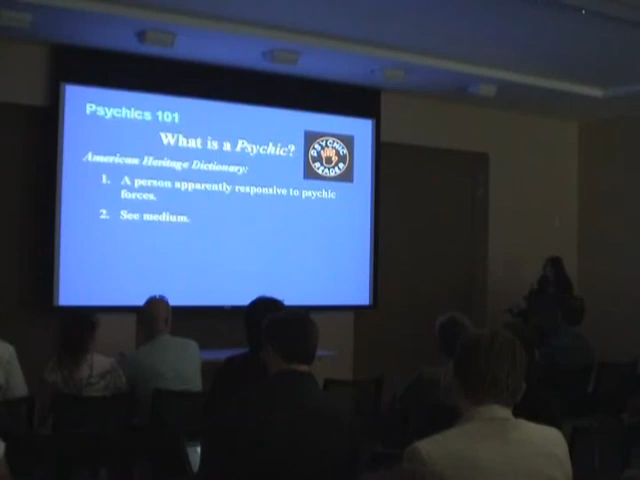 Psychics 101
What is a Psychic?
American Heritage Dictionary:
1. A person apparently responsive to psychic
forces.
2. See medium.
PSYCHIC
READER